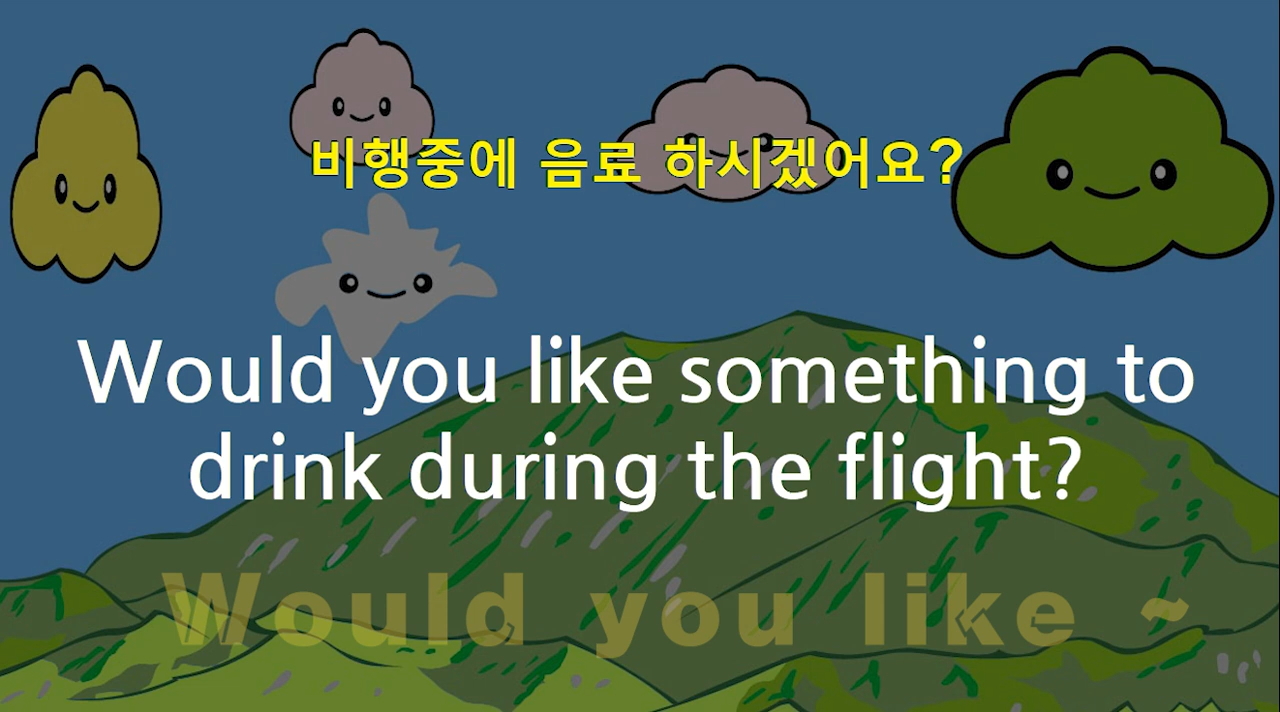 비행중에 음료 하시겠어요?
Would you like something to
drink during the flight?
Would you like ~